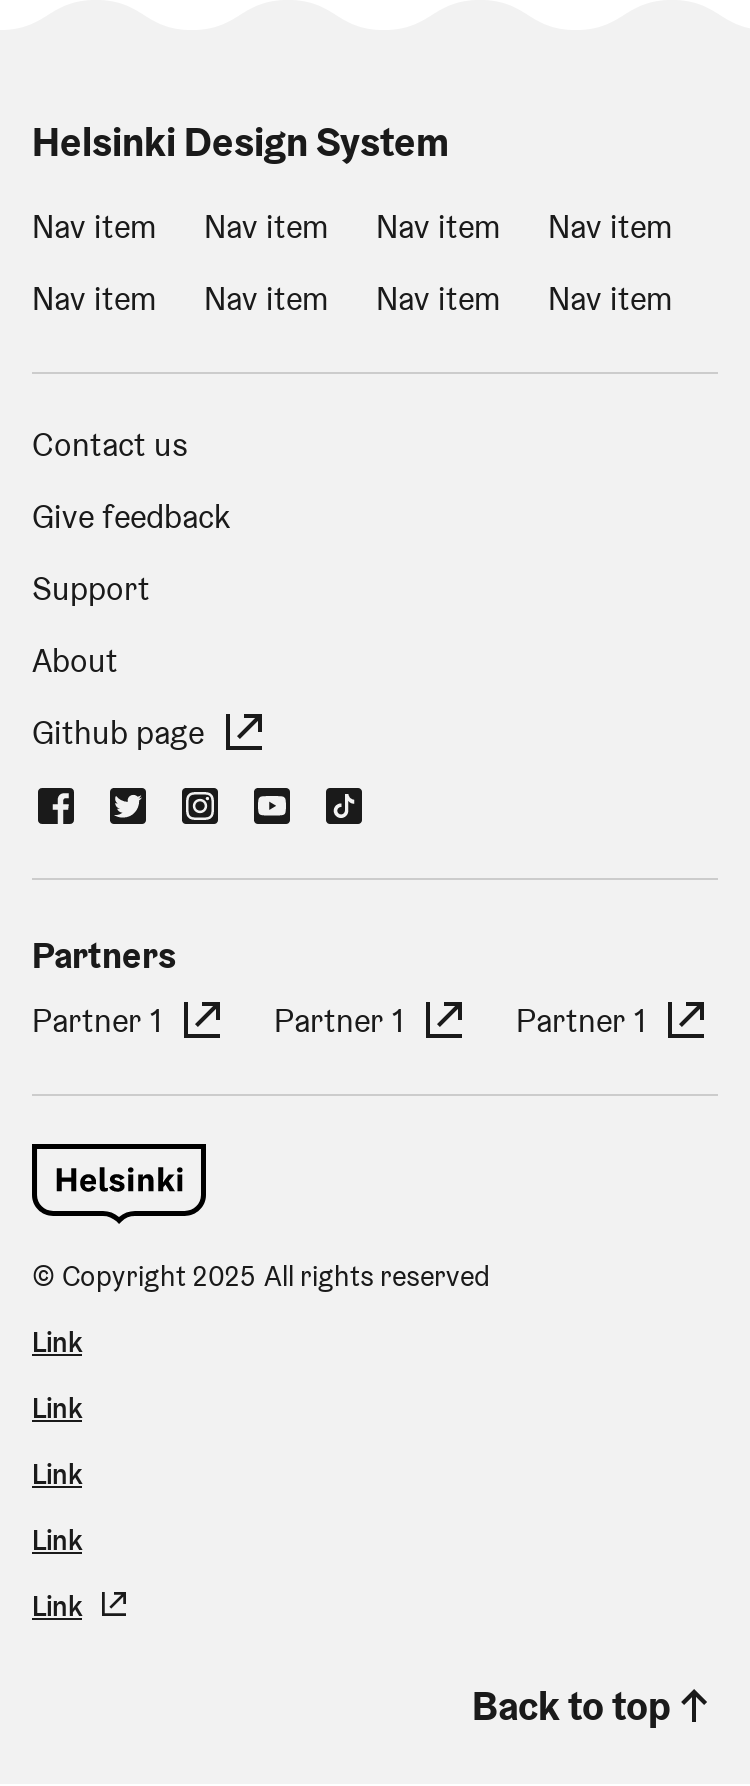 Helsinki Design System
Nav item Nav item Nav item Nav item
Nav item Nav item Nav item Nav item
Contact us
Give feedback
Support
About
Github page
Partners
Partner 1 Partner 1 Partner 1
Helsinki
© Copyright 2025 All rights reserved
Link
Link
Link
Link
Link
Back to top